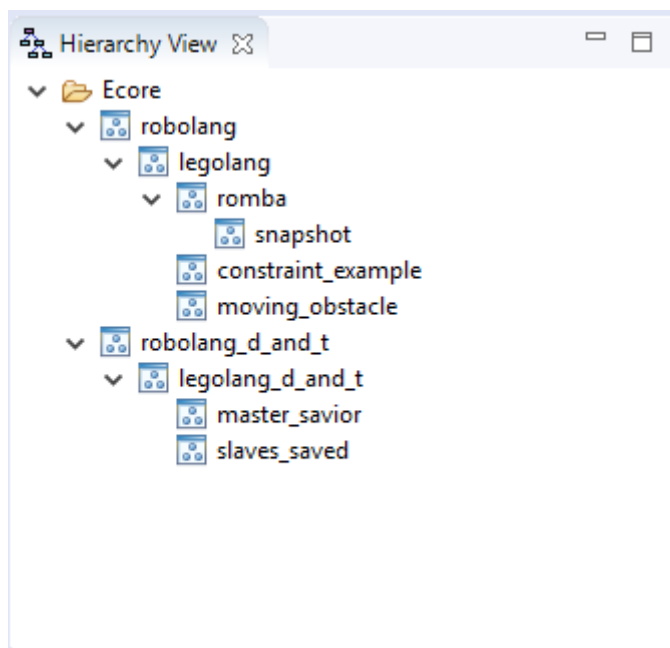 Hierarchy View
Ecore
robolang
legolang
romba
snapshot
constraint_example
moving_obstacle
robolang_d_and_t
legolang_d_and_t
master_savior
slaves_saved